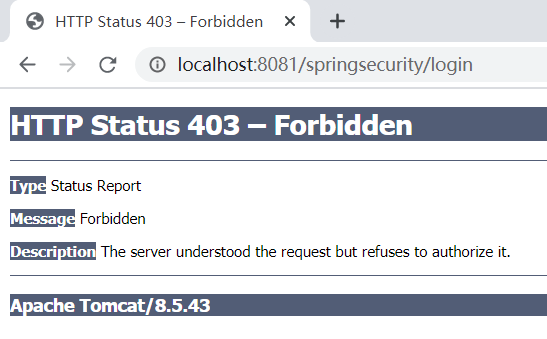 HTTP Status 403 – Forbidden
localhost:8081/springsecurity/login
HTTP Status 403 – Forbidden
Type Status Report
Message Forbidden
Description The server understood the request but refuses to authorize it.
Apache Tomcat/8.5.43